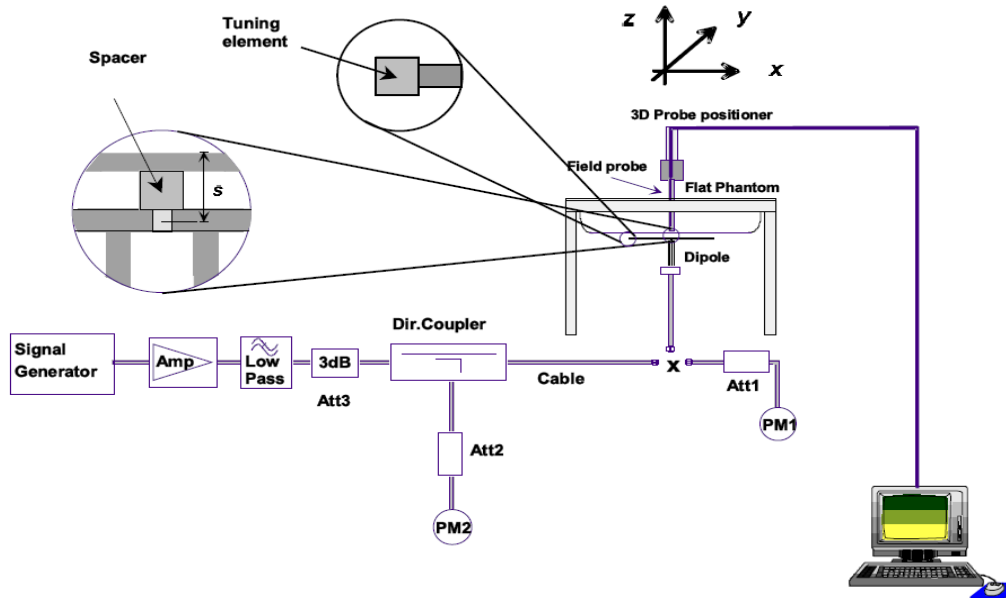 Tuning
element
Spacer
z
y
x
3D Probe positioner
Field probe
Flat Phantom
s
Dipole
Dir.Coupler
Signal
Generator
Amp
Low
Pass
3dB
Att3
Cable
x
Att1
PM1
Att2
PM2